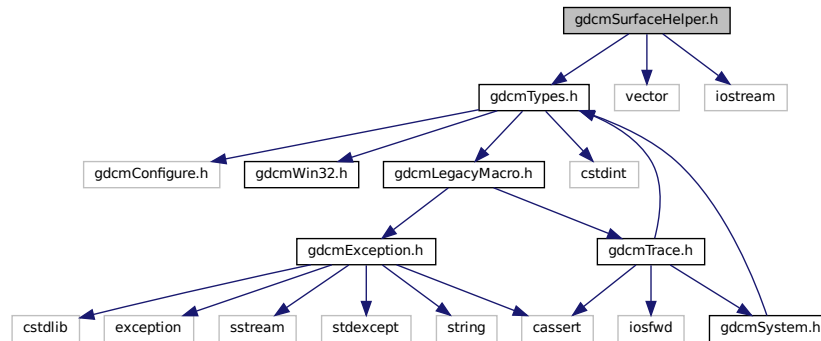 gdcmSurfaceHelper.h
gdcmTypes.h
vector
iostream
gdcmConfigure.h
gdcmWin32.h
gdcmLegacyMacro.h
cstdint
gdcmException.h
gdcmTrace.h
cstdlib
exception
sstream
stdexcept
string
cassert
iosfwd
gdcmSystem.h